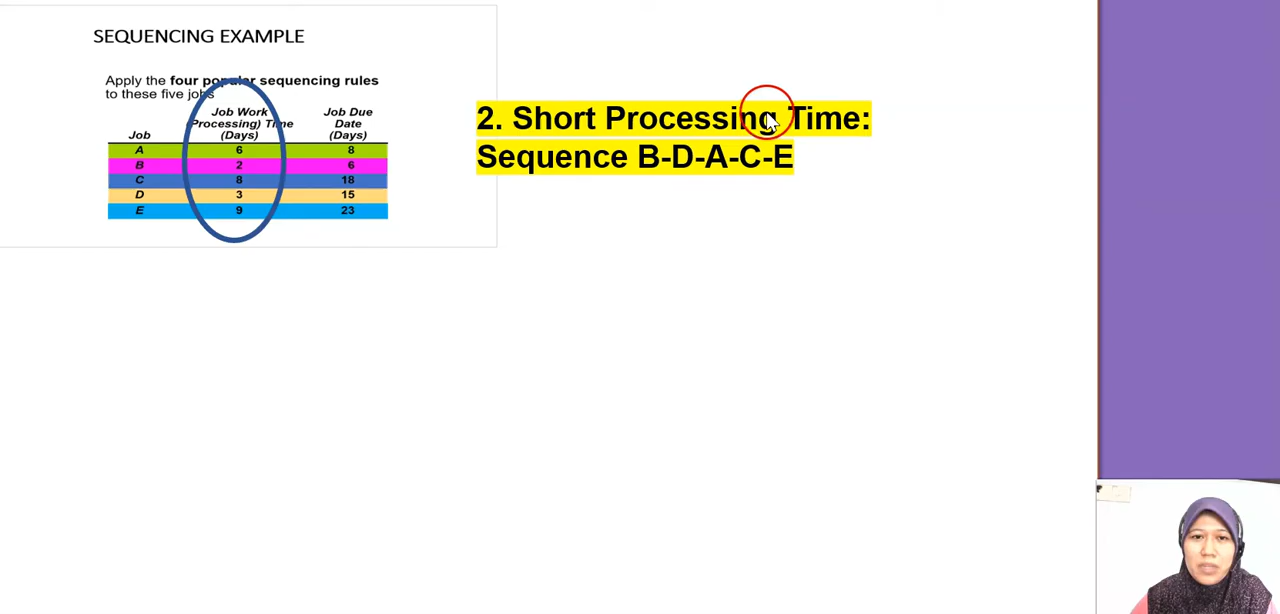 SEQUENCING EXAMPLE
Apply the four popular sequencing rules
to these five jobs
Job Work Job Due
(Processing) Time Date
Job (Days) (Days)
A 6 8
B 2 6
C 8 18
D 3 15
E 9 23
2. Short Processing Time:
Sequence B-D-A-C-E